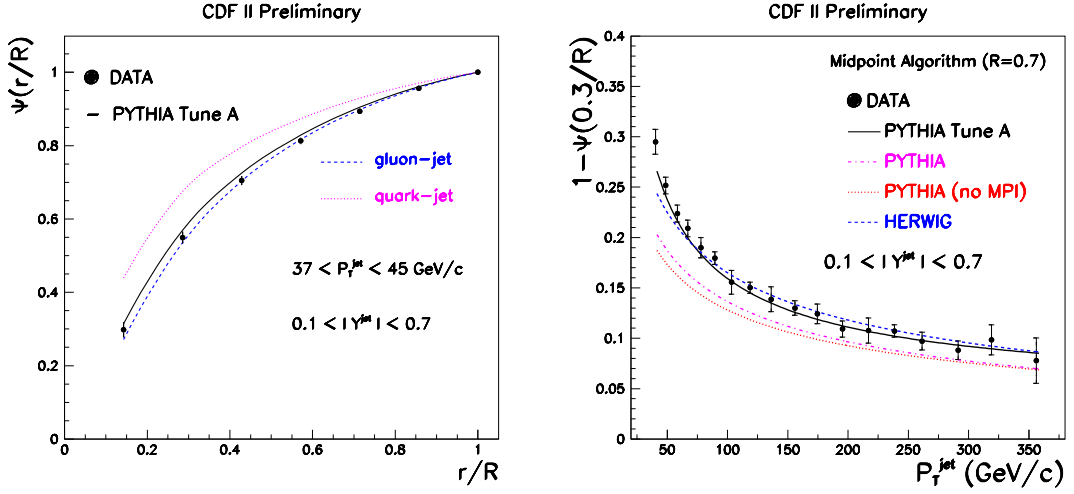 CDF II Preliminary
Ψ(r/R)
DATA
PYTHIA Tune A
gluon-jet
quark-jet
37 < P_T^jet < 45 GeV/c
0.1 < | Y^jet | < 0.7
1
0.8
0.6
0.4
0.2
0
0 0.2 0.4 0.6 0.8 1
r/R
CDF II Preliminary
1-Ψ(0.3/R)
Midpoint Algorithm (R=0.7)
DATA
PYTHIA Tune A
PYTHIA
PYTHIA (no MPI)
HERWIG
0.1 < | Y^jet | < 0.7
0.4
0.35
0.3
0.25
0.2
0.15
0.1
0.05
0
50 100 150 200 250 300 350
P_T^jet (GeV/c)